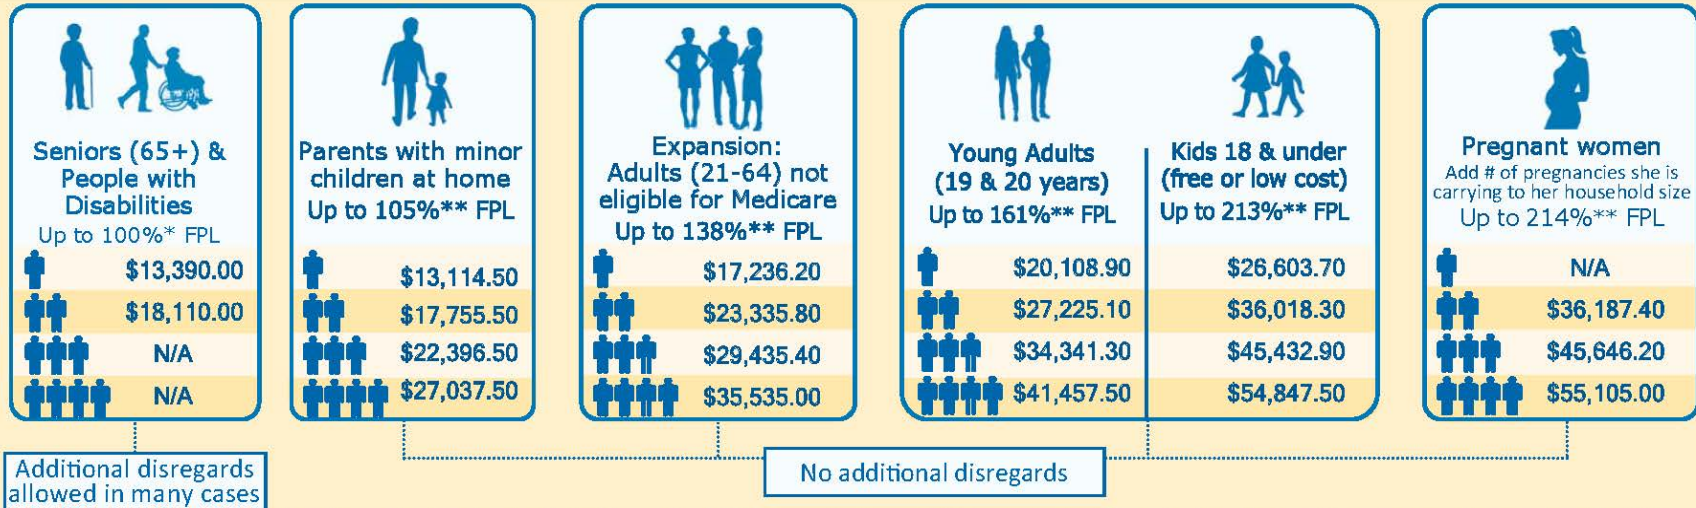 Seniors (65+) &
People with
Disabilities
Up to 100%* FPL
$13,390.00
$18,110.00
N/A
N/A
Additional disregards
allowed in many cases
Parents with minor
children at home
Up to 105%** FPL
$13,114.50
$17,755.50
$22,396.50
$27,037.50
Expansion:
Adults (21-64) not
eligible for Medicare
Up to 138%** FPL
$17,236.20
$23,335.80
$29,435.40
$35,535.00
Young Adults
(19 & 20 years)
Up to 161%** FPL
$20,108.90
$27,225.10
$34,341.30
$41,457.50
Kids 18 & under
(free or low cost)
Up to 213%** FPL
$26,603.70
$36,018.30
$45,432.90
$54,847.50
Pregnant women
Add # of pregnancies she is
carrying to her household size
Up to 214%** FPL
N/A
$36,187.40
$45,646.20
$55,105.00
No additional disregards